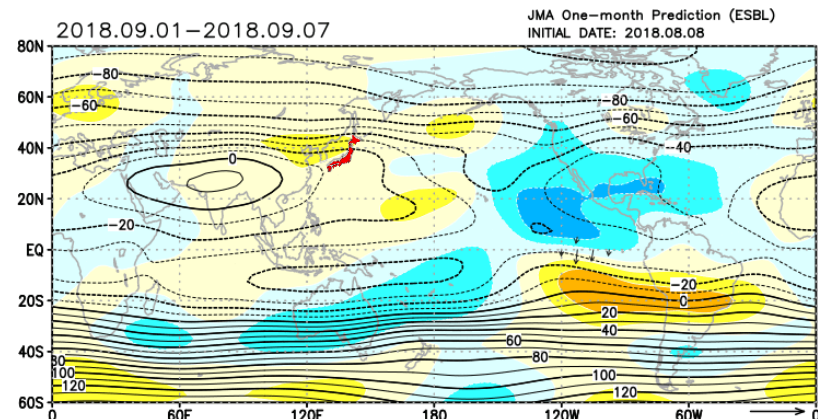 JMA One-month Prediction (ESBL)
2018.09.01-2018.09.07
INITIAL DATE: 2018.08.08
80N
-80
60N
-60
-80
-60
40N
-40
0
20N
-20
EQ
-20
20S
0
20
40
60
40S
80
80
100
100
120
120
60S
0 60E 120E 180 120W 60W 0